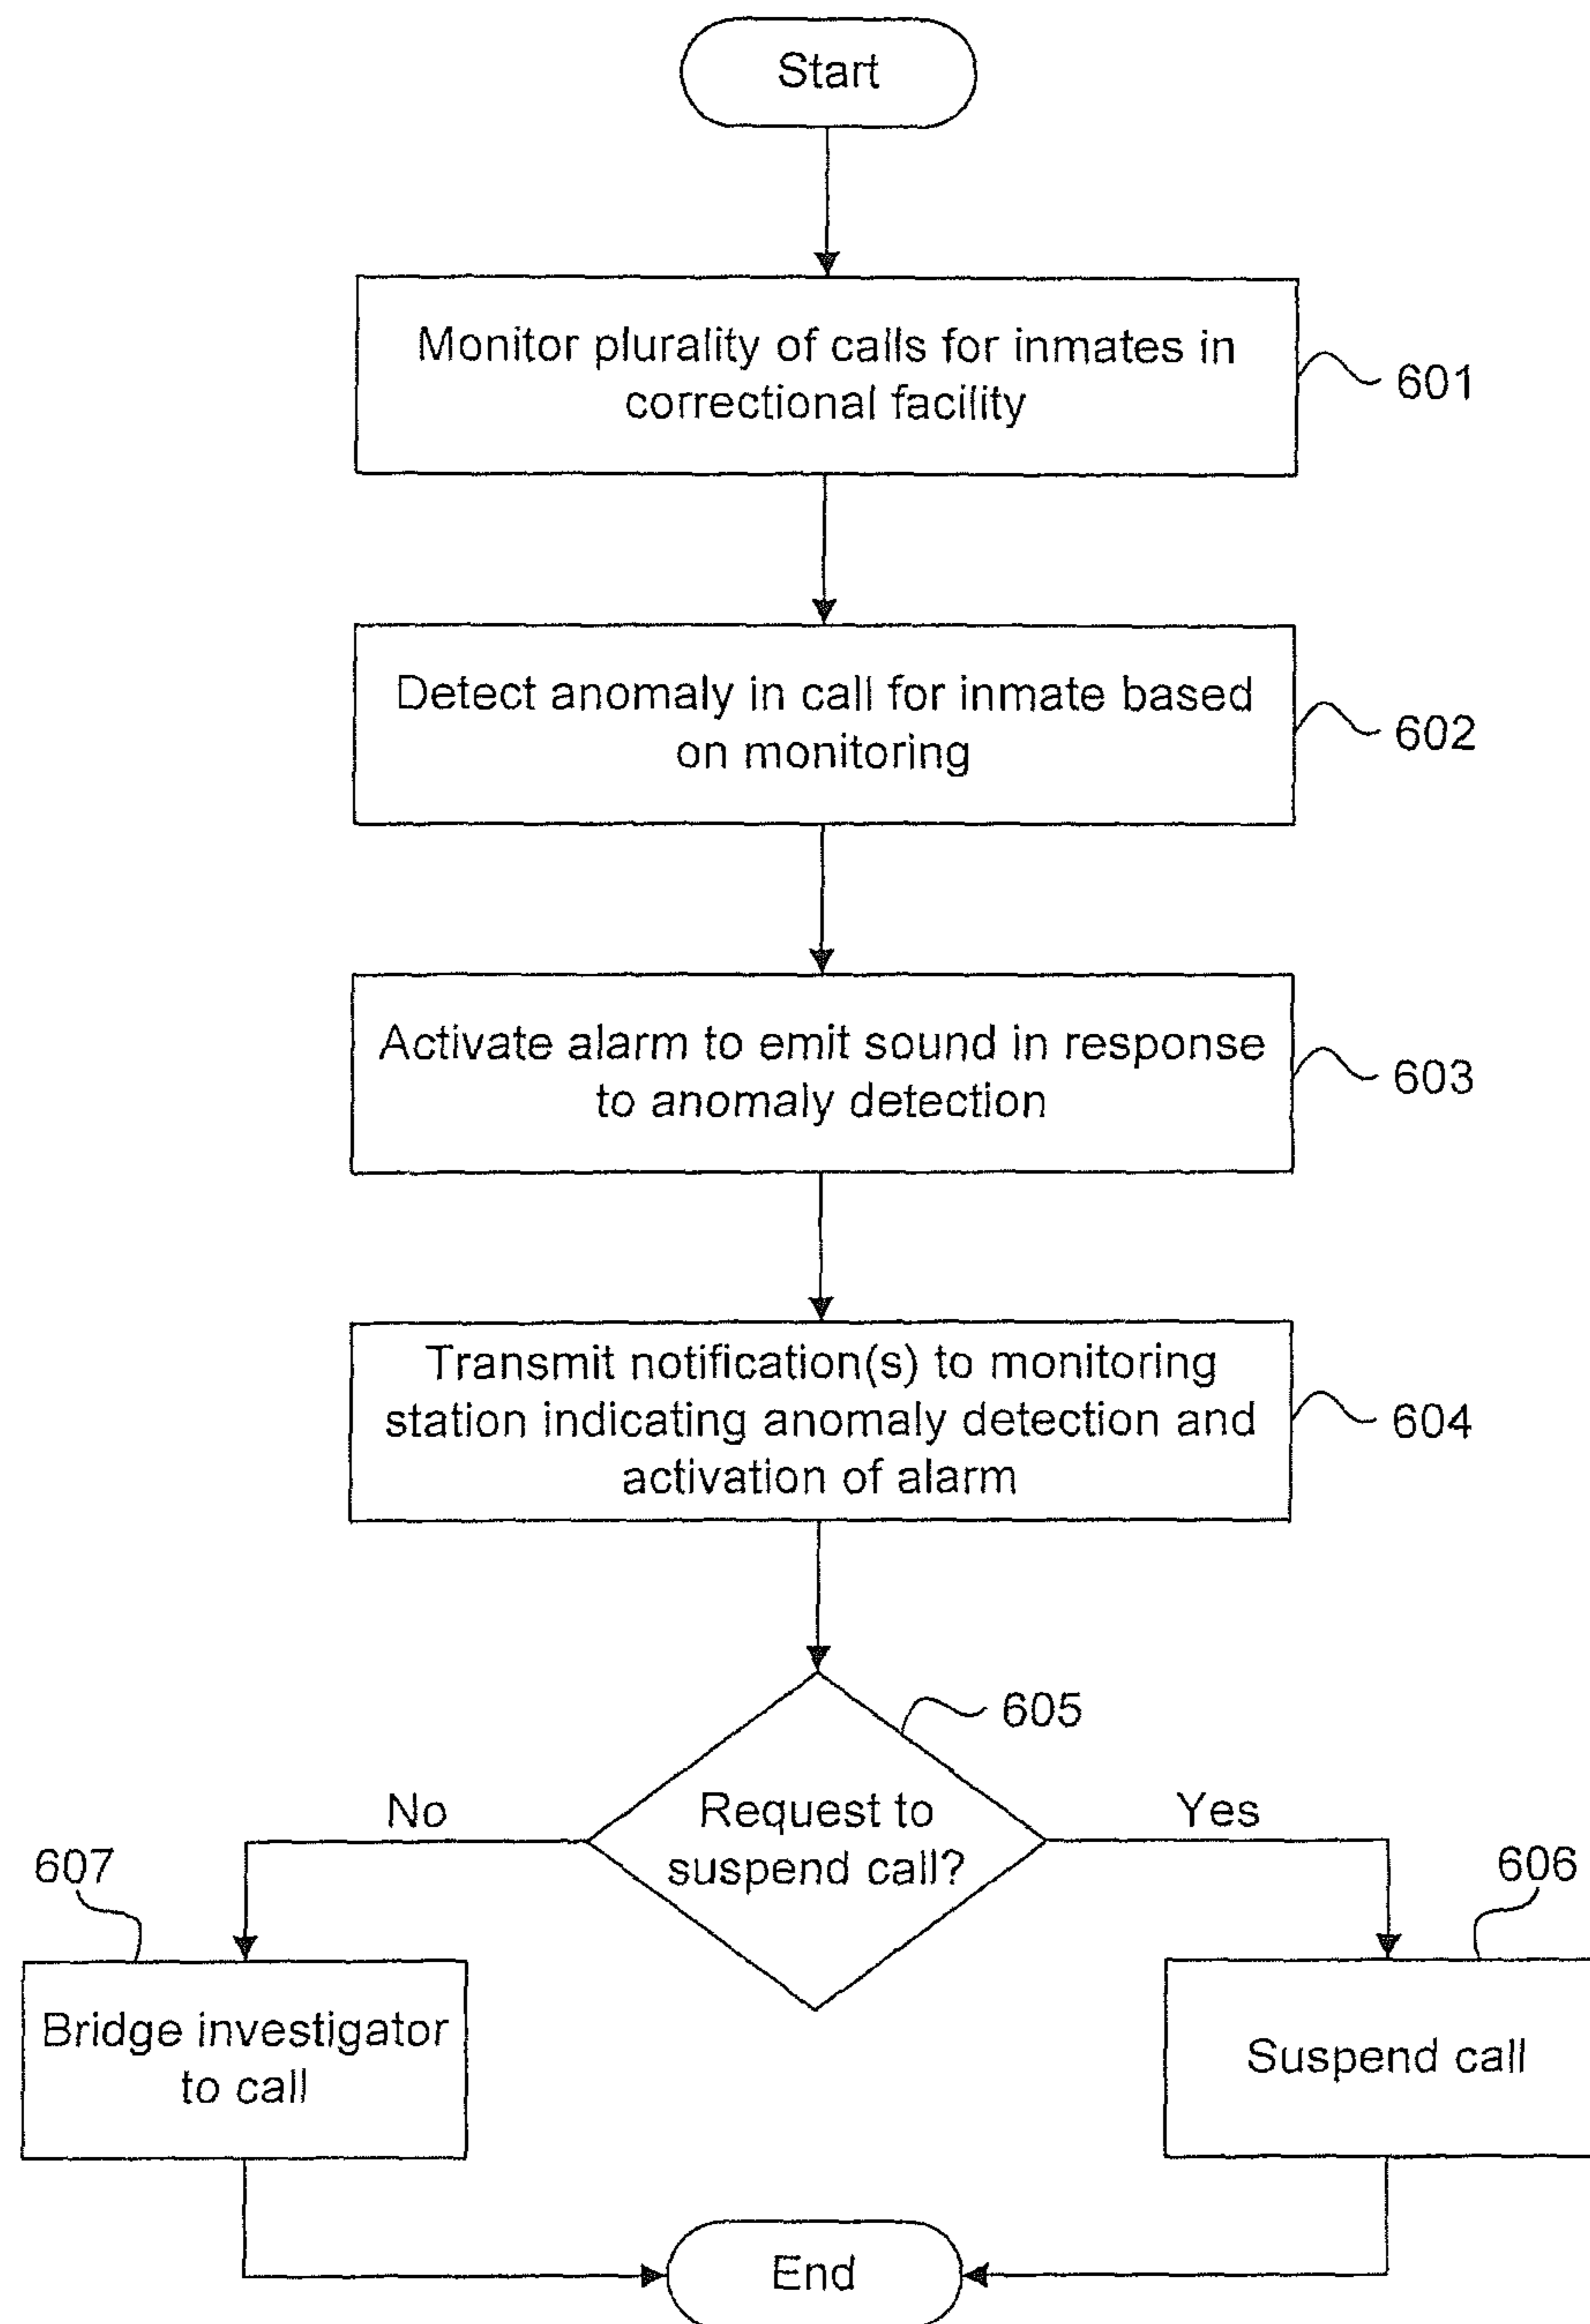 Start
Monitor plurality of calls for inmates in
correctional facility
601
Detect anomaly in call for inmate based
on monitoring
602
Activate alarm to emit sound in response
to anomaly detection
603
Transmit notification(s) to monitoring
station indicating anomaly detection and
activation of alarm
604
605
Request to
suspend call?
No
Yes
607
606
Bridge investigator
to call
Suspend call
End